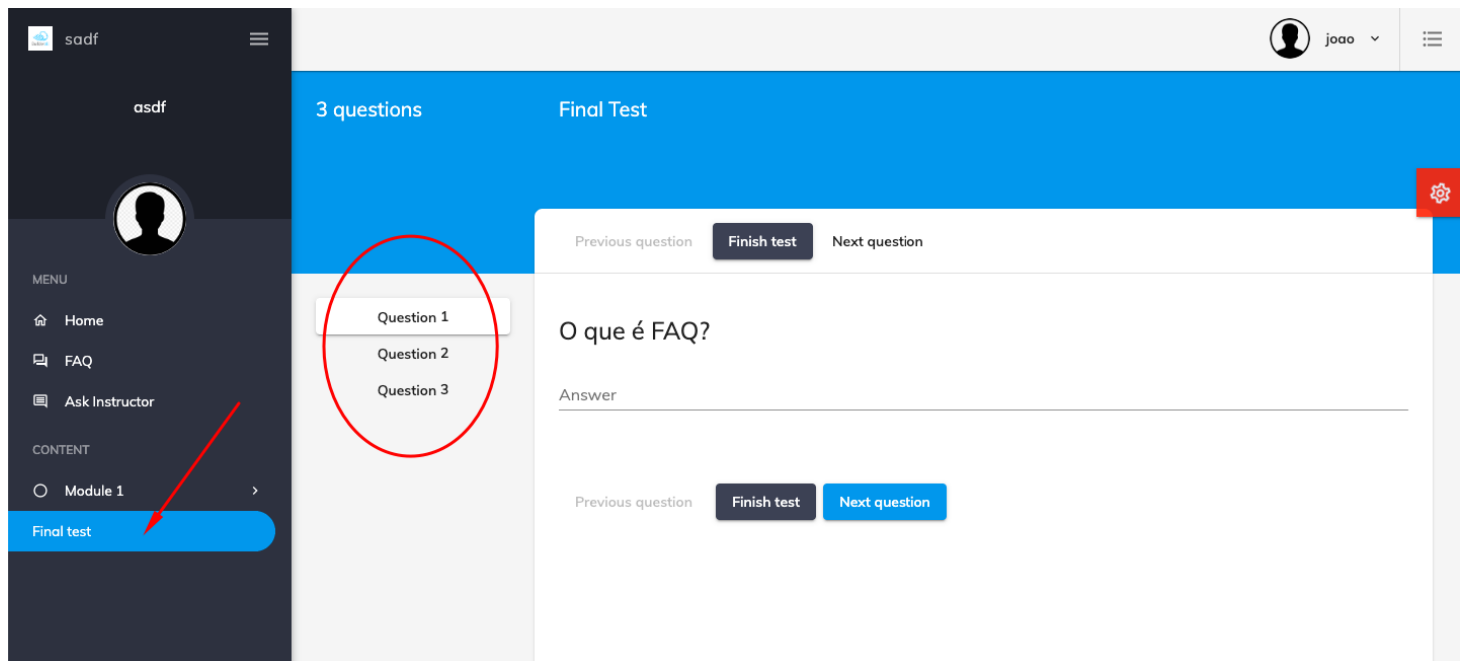 sadf
joao
asdf
3 questions
Final Test
Previous question Finish test Next question
MENU
Home
FAQ
Ask Instructor
CONTENT
Module 1
Final test
Question 1
Question 2
Question 3
O que é FAQ?
Answer
Previous question Finish test Next question